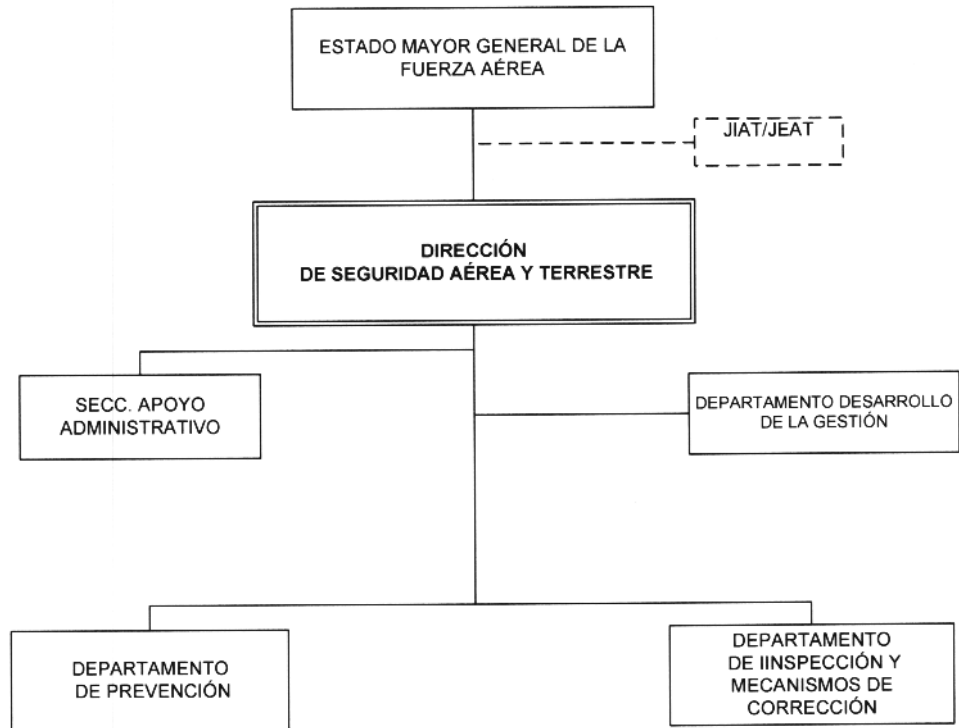 ESTADO MAYOR GENERAL DE LA
FUERZA AÉREA
JIAT/JEAT
DIRECCIÓN
DE SEGURIDAD AÉREA Y TERRESTRE
SECC. APOYO
ADMINISTRATIVO
DEPARTAMENTO DESARROLLO
DE LA GESTIÓN
DEPARTAMENTO
DE PREVENCIÓN
DEPARTAMENTO
DE IINSPECCIÓN Y
MECANISMOS DE
CORRECCIÓN